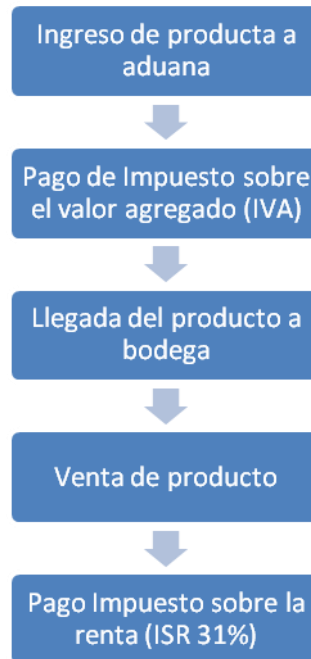 Ingreso de producta a
aduana
Pago de Impuesto sobre
el valor agregado (IVA)
Llegada del producto a
bodega
Venta de producto
Pago Impuesto sobre la
renta (ISR 31%)